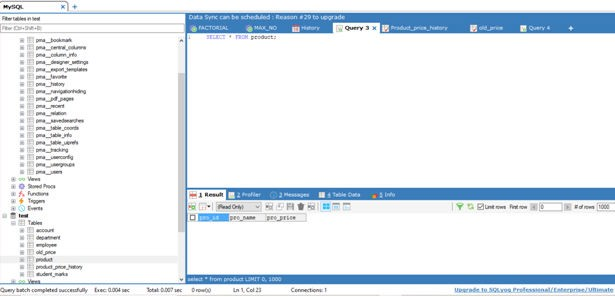 MySQL
Filter tables in test
Filter (Ctrl+Shift+B)
pma__bookmark
pma__central_columns
pma__column_info
pma__designer_settings
pma__export_templates
pma__favorite
pma__history
pma__navigationhiding
pma__pdf_pages
pma__recent
pma__relation
pma__savedsearches
pma__table_coords
pma__table_info
pma__table_uiprefs
pma__tracking
pma__userconfig
pma__usergroups
pma__users
Views
Stored Procs
Functions
Triggers
Events
test
Tables
account
department
employee
old_price
product
product_price_history
student_marks
Views
Data Sync can be scheduled : Reason #29 to upgrade
FACTORIAL MAX_NO History Query 3 Product_price_history old_price Query 4
1 SELECT * FROM product;
1 Result 2 Profiler 3 Messages 4 Table Data 5 Info
(Read Only) Limit rows First row 0 # of rows 1000
pro_id pro_name pro_price
select * from product LIMIT 0, 1000
Query batch completed successfully Exec: 0.004 sec Total: 0.007 sec 0 row(s) Ln 1, Col 23 Connections: 1 Upgrade to SQLyog Professional/Enterprise/Ultimate